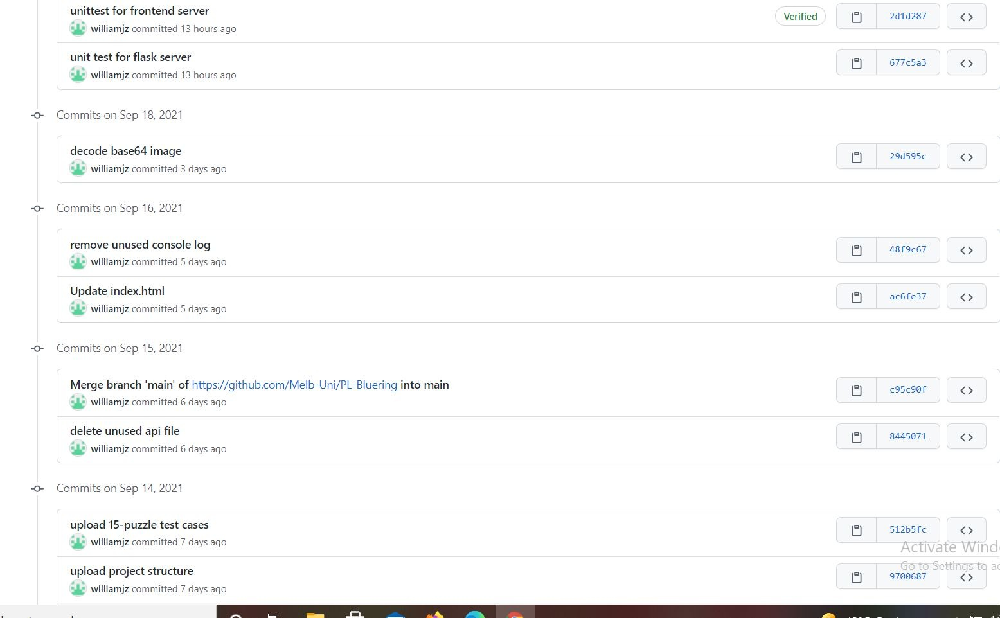 unittest for frontend server
williamjz committed 13 hours ago
Verified
2d1d287
unit test for flask server
williamjz committed 13 hours ago
677c5a3
Commits on Sep 18, 2021
decode base64 image
williamjz committed 3 days ago
29d595c
Commits on Sep 16, 2021
remove unused console log
williamjz committed 5 days ago
48f9c67
Update index.html
williamjz committed 5 days ago
ac6fe37
Commits on Sep 15, 2021
Merge branch 'main' of https://github.com/Melb-Uni/PL-Bluering into main
williamjz committed 6 days ago
c95c90f
delete unused api file
williamjz committed 6 days ago
8445071
Commits on Sep 14, 2021
upload 15-puzzle test cases
williamjz committed 7 days ago
512b5fc
Activate Wind
upload project structure
williamjz committed 7 days ago
9700687
Go to Settings to ac